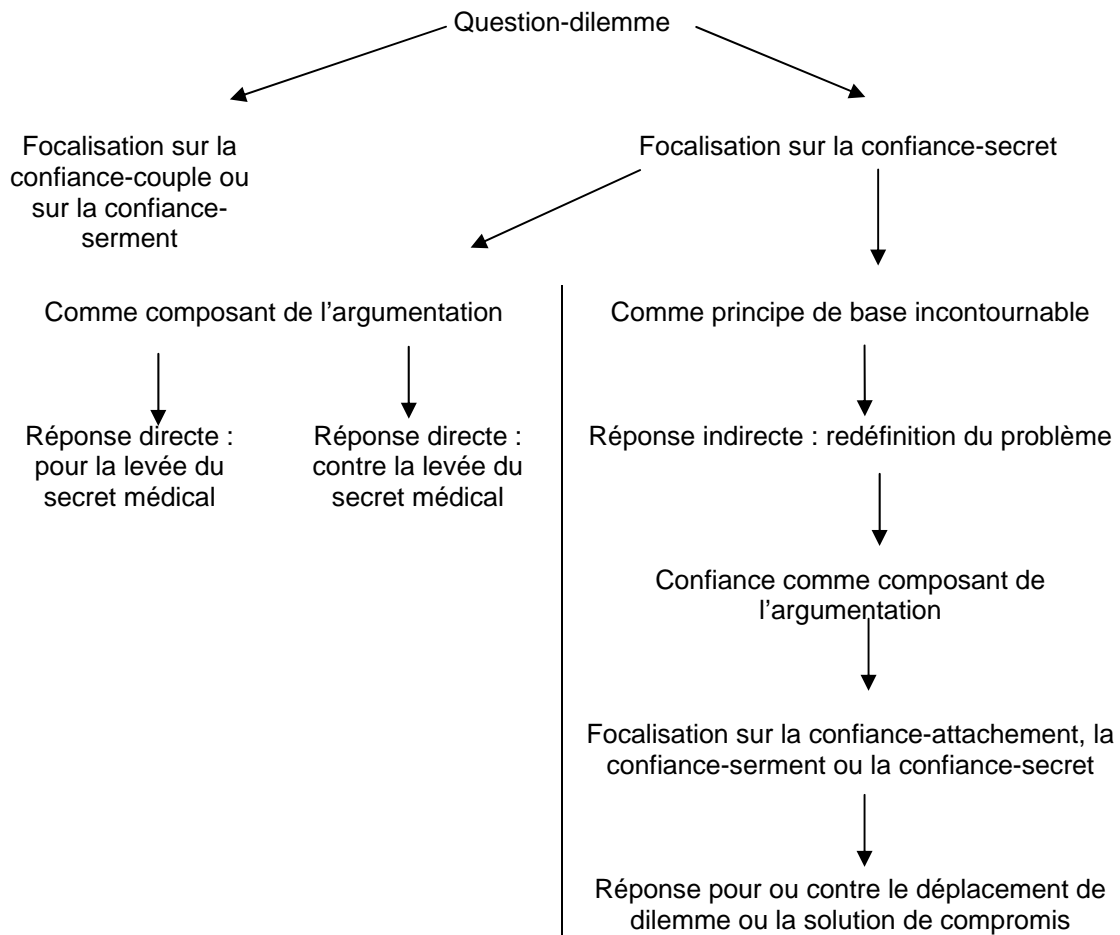 Question-dilemme
Focalisation sur la
confiance-couple ou
sur la confiance-
serment
Focalisation sur la confiance-secret
Comme composant de l’argumentation
Comme principe de base incontournable
Réponse directe :
pour la levée du
secret médical
Réponse directe :
contre la levée du
secret médical
Réponse indirecte : redéfinition du problème
Confiance comme composant de
l’argumentation
Focalisation sur la confiance-attachement, la
confiance-serment ou la confiance-secret
Réponse pour ou contre le déplacement de
dilemme ou la solution de compromis